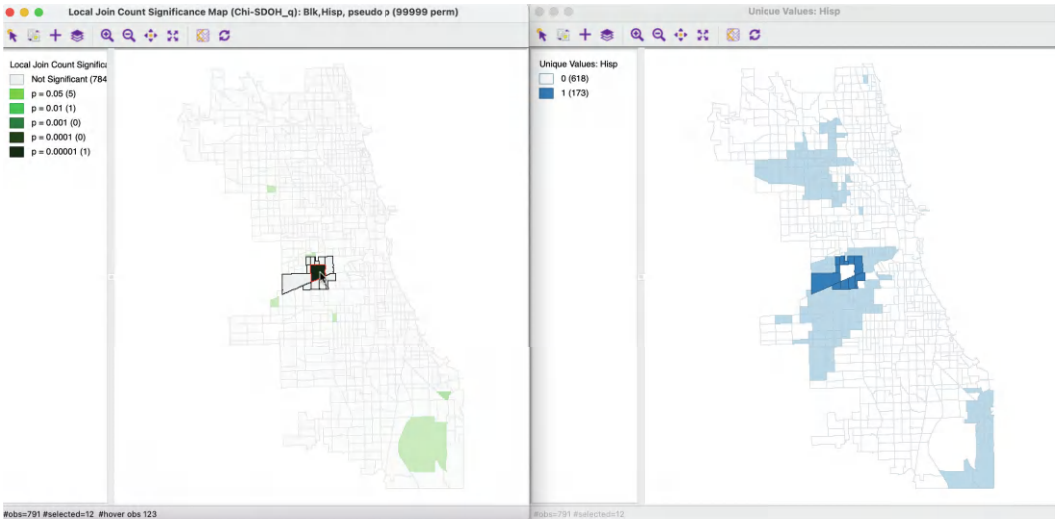 Local Join Count Significance Map (Chi-SDOH_q): Blk,Hisp, pseudo p (99999 perm)
Local Join Count Significa
Not Significant (784
p = 0.05 (5)
p = 0.01 (1)
p = 0.001 (0)
p = 0.0001 (0)
p = 0.00001 (1)
#obs=791 #selected=12 #hover obs 123
Unique Values: Hisp
Unique Values: Hisp
0 (618)
1 (173)
#obs=791 #selected=12